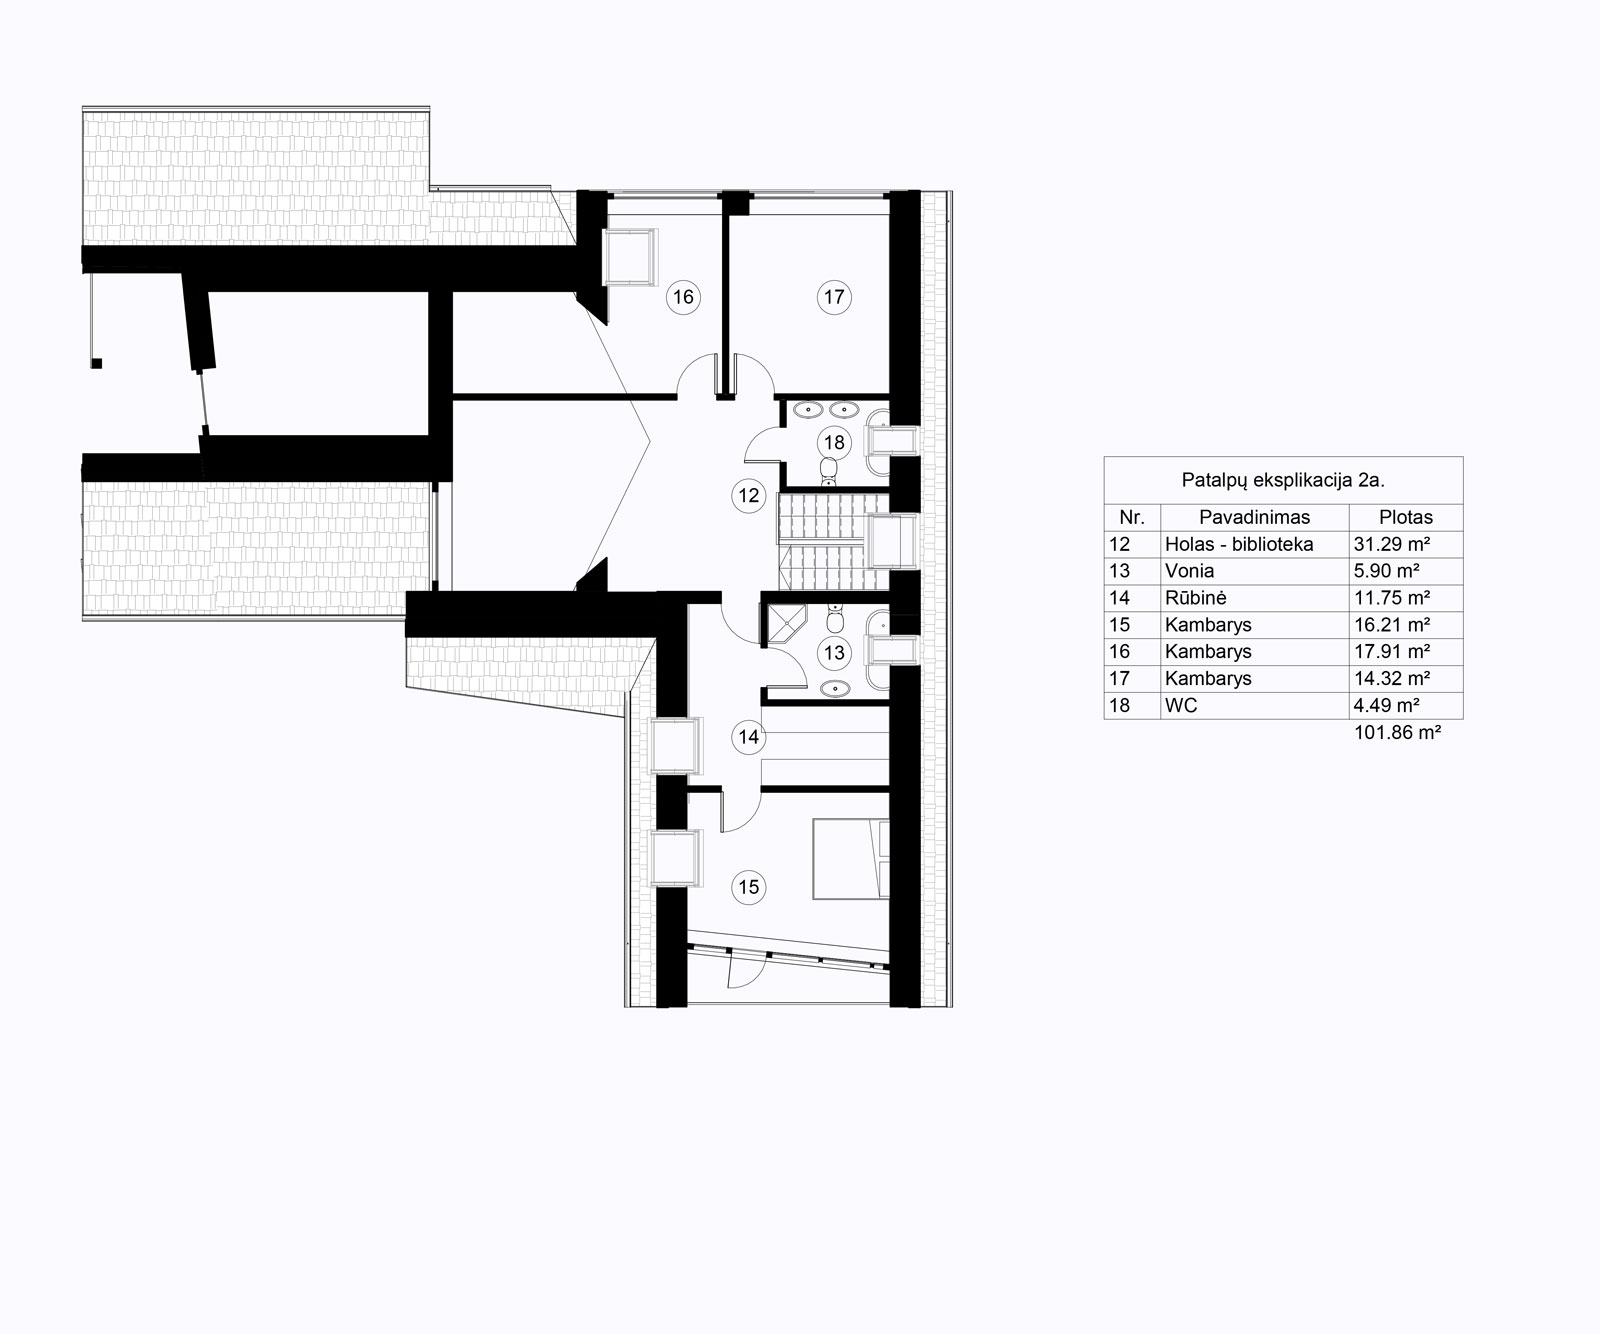 16
17
18
12
13
14
15
Patalpų eksplikacija 2a.
Nr. Pavadinimas Plotas
12 Holas - biblioteka 31.29 m²
13 Vonia 5.90 m²
14 Rūbinė 11.75 m²
15 Kambarys 16.21 m²
16 Kambarys 17.91 m²
17 Kambarys 14.32 m²
18 WC 4.49 m²
101.86 m²